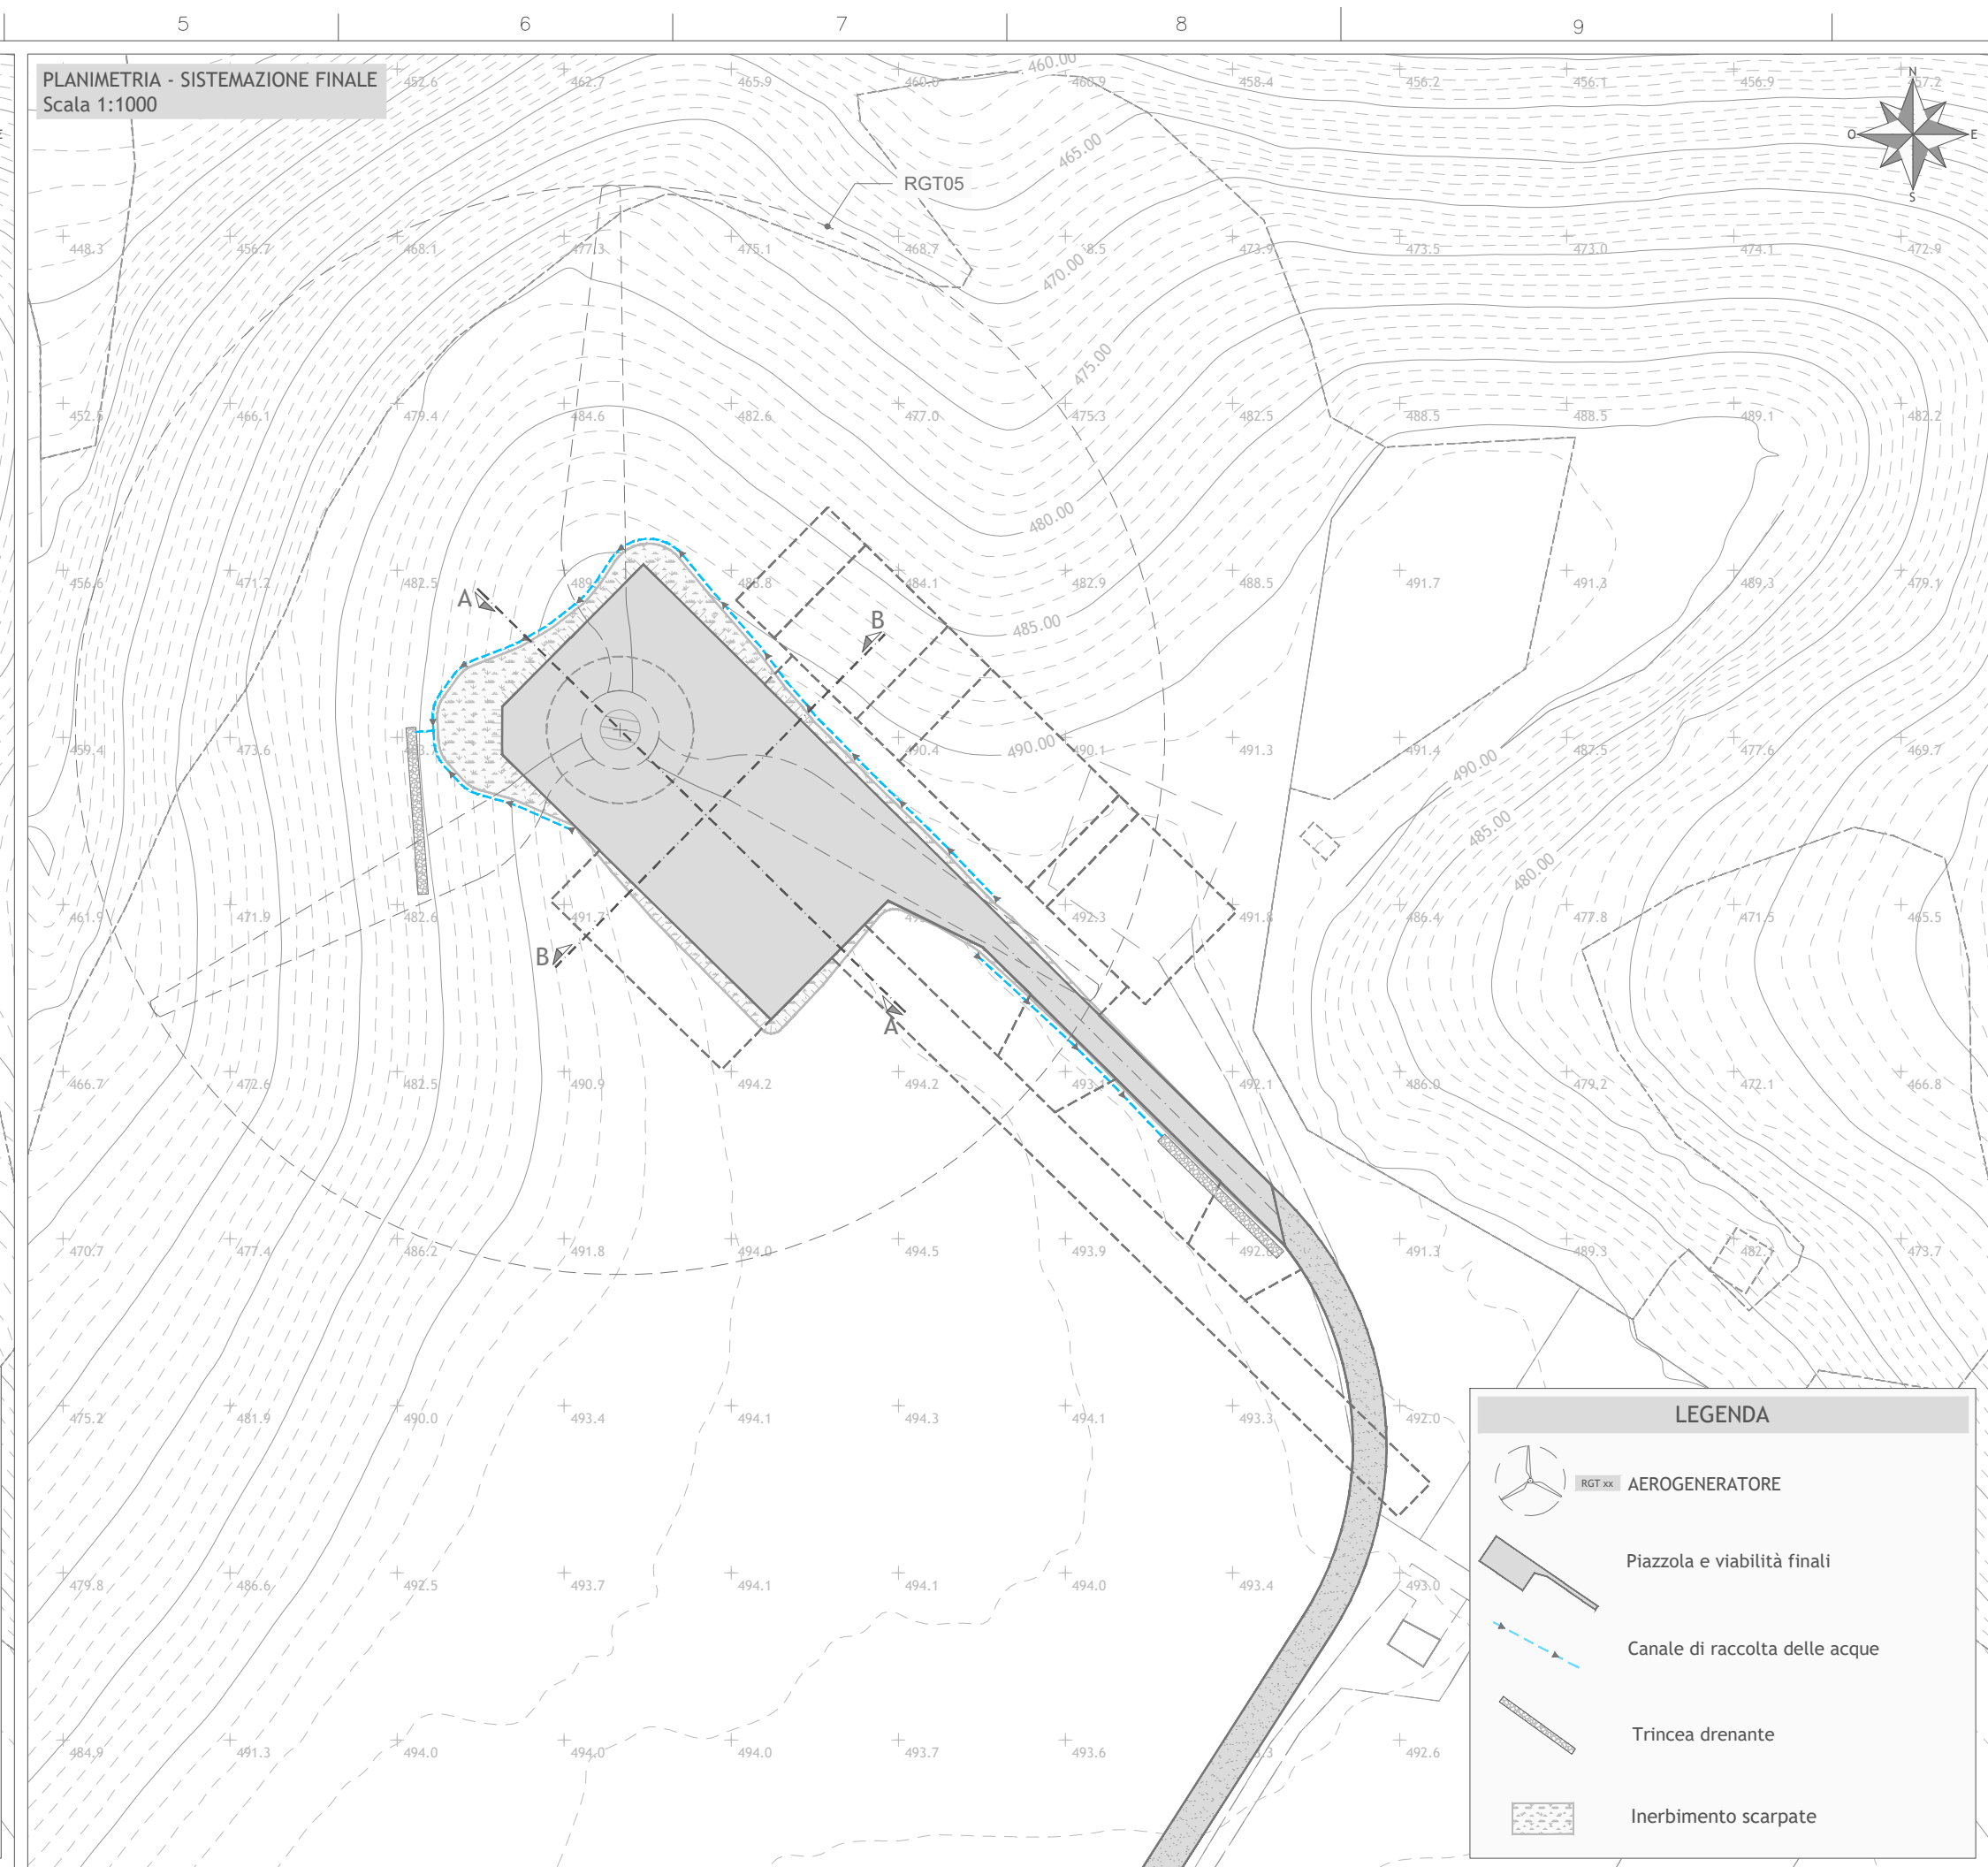 5 6 7 8 9
PLANIMETRIA - SISTEMAZIONE FINALE
Scala 1:1000
452.6 462.7 465.9 460.0 460.9 458.4 456.2 456.1 456.9 457.2
460.00
N
O E
S
465.00
RGT05
448.3 456.7 468.1 477.3 475.1 468.7 473.9 473.5 473.0 474.1 472.9
470.00
475.00
466.1 479.4 484.6 482.6 477.0 475.3 482.5 488.5 488.5 489.1 482.2
480.00
456.6 471.2 482.5 484.1 482.9 488.5 491.7 491.3 489.3 479.1
A
B
485.00
459.4 473.6 490.4 490.1 491.3 491.4 487.5 477.6 469.7
490.00
490.00
485.00
480.00
461.9 471.9 482.6 491.7 492.3 491.8 486.4 477.8 471.5 465.5
B
A
466.7 472.6 482.5 490.9 494.2 494.2 493.1 492.1 486.0 479.2 472.1 466.8
470.7 477.4 486.2 491.8 494.0 494.5 493.9 491.3 489.3 473.7
475.2 481.9 490.0 493.4 494.1 494.3 494.1 493.3 492.0
479.8 486.6 492.5 493.7 494.1 494.1 494.0 493.4 493.0
484.9 491.3 494.0 494.0 494.0 493.7 493.6 492.6
LEGENDA
RGT xx AEROGENERATORE
Piazzola e viabilità finali
Canale di raccolta delle acque
Trincea drenante
Inerbimento scarpate